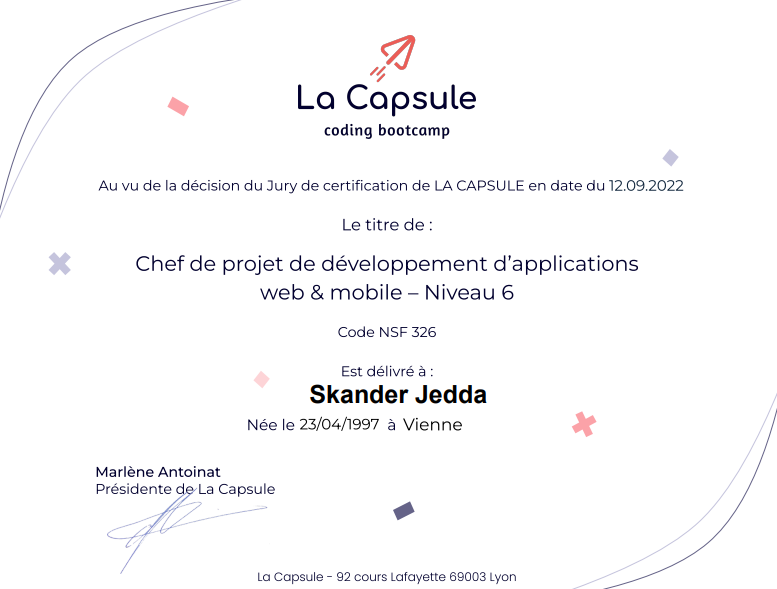 La Capsule
coding bootcamp
Au vu de la décision du Jury de certification de LA CAPSULE en date du 12.09.2022
Le titre de :
Chef de projet de développement d’applications
web & mobile – Niveau 6
Code NSF 326
Est délivré à :
Skander Jedda
Née le 23/04/1997 à Vienne
Marlène Antoinat
Présidente de La Capsule
La Capsule - 92 cours Lafayette 69003 Lyon